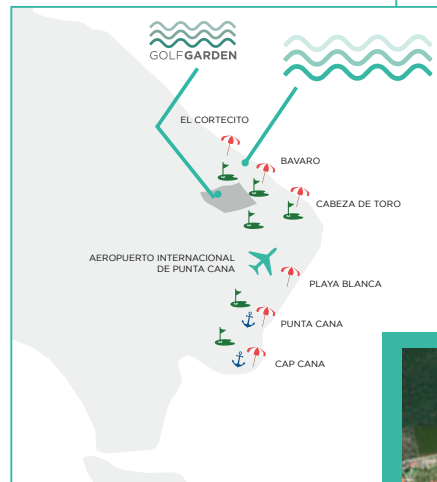 GOLFGARDEN
EL CORTECITO
BAVARO
CABEZA DE TORO
AEROPUERTO INTERNACIONAL
DE PUNTA CANA
PLAYA BLANCA
PUNTA CANA
CAP CANA